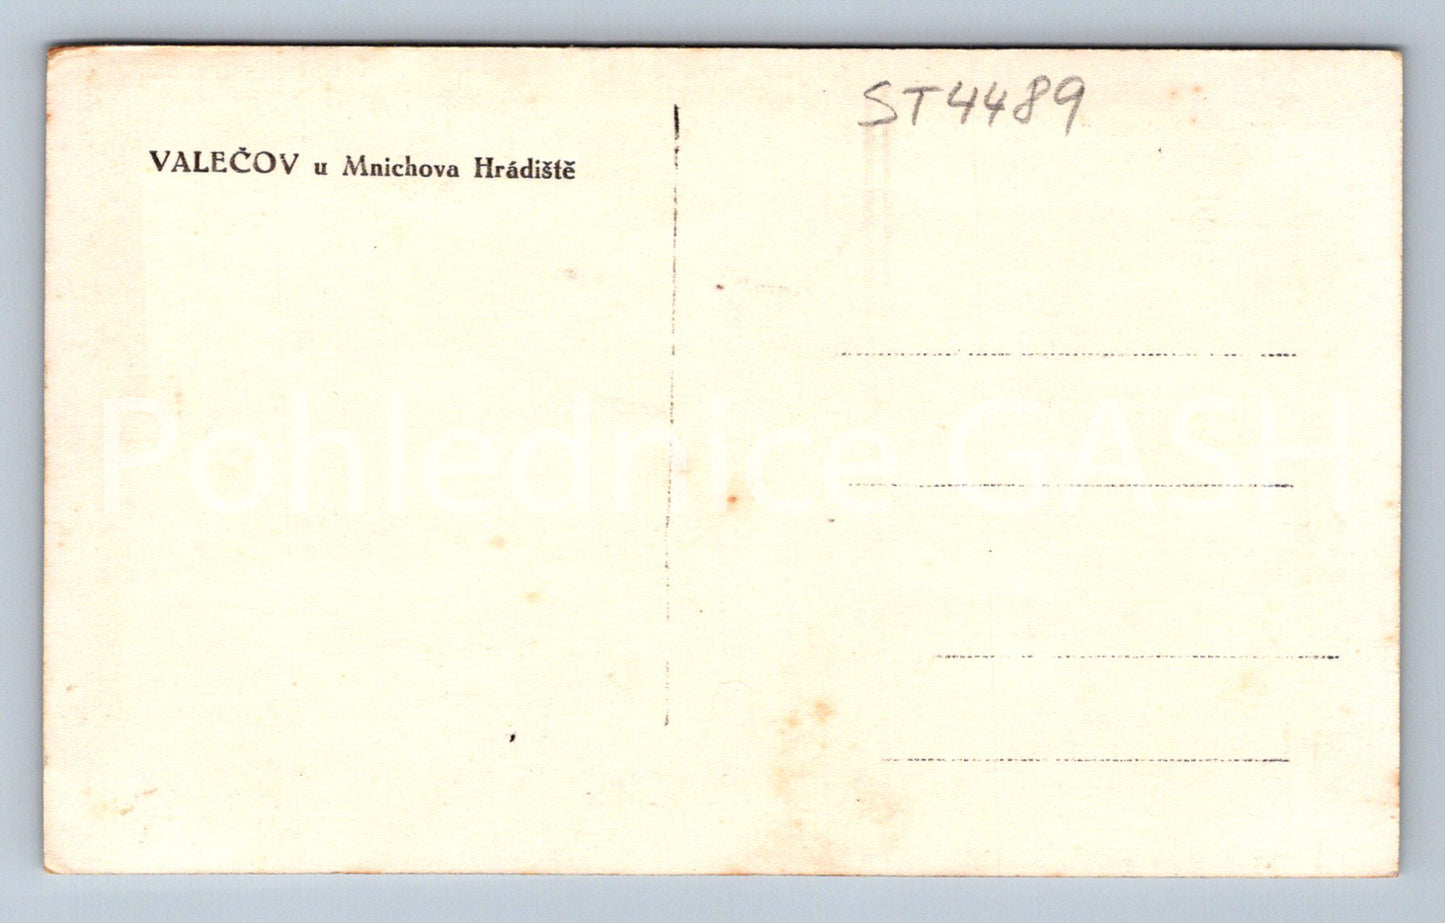 ST4489
VALEČOV u Mnichova Hrádiště
Pohlednice GASH